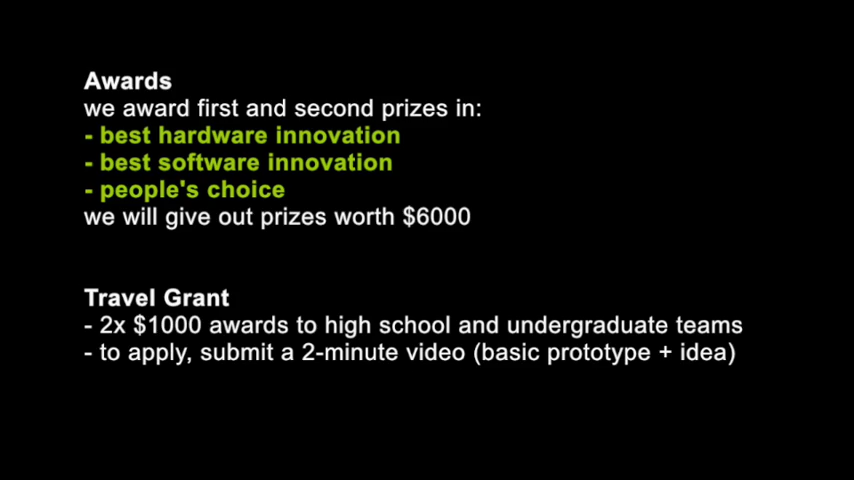 Awards
we award first and second prizes in:
- best hardware innovation
- best software innovation
- people's choice
we will give out prizes worth $6000
Travel Grant
- 2x $1000 awards to high school and undergraduate teams
- to apply, submit a 2-minute video (basic prototype + idea)